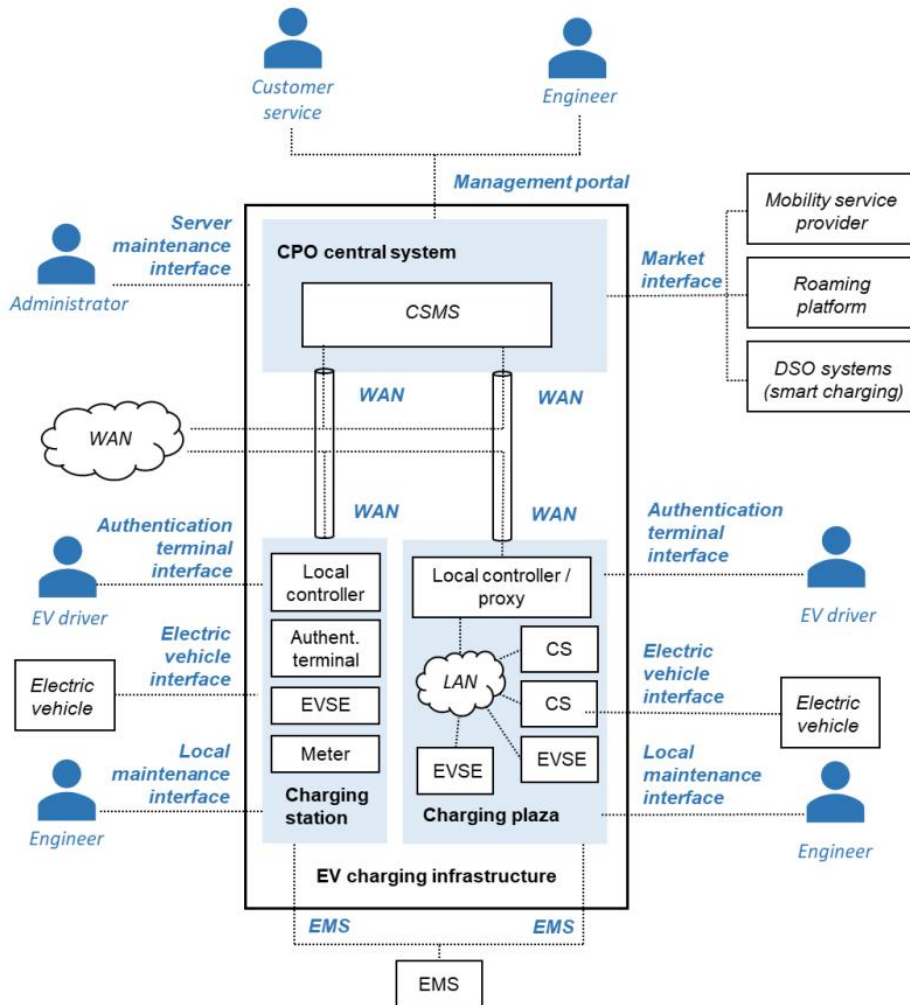 Customer
service
Engineer
Management portal
Server
maintenance
interface
Administrator
CPO central system
CSMS
Market
interface
Mobility service
provider
Roaming
platform
DSO systems
(smart charging)
WAN
WAN
WAN
WAN
WAN
Authentication
terminal
interface
EV driver
Electric
vehicle
interface
Electric
vehicle
Local
maintenance
interface
Engineer
Local
controller
Authent.
terminal
EVSE
Meter
Charging
station
Local controller /
proxy
LAN
CS
CS
EVSE
EVSE
Charging plaza
Authentication
terminal
interface
EV driver
Electric
vehicle
interface
Electric
vehicle
Local
maintenance
interface
Engineer
EV charging infrastructure
EMS
EMS
EMS